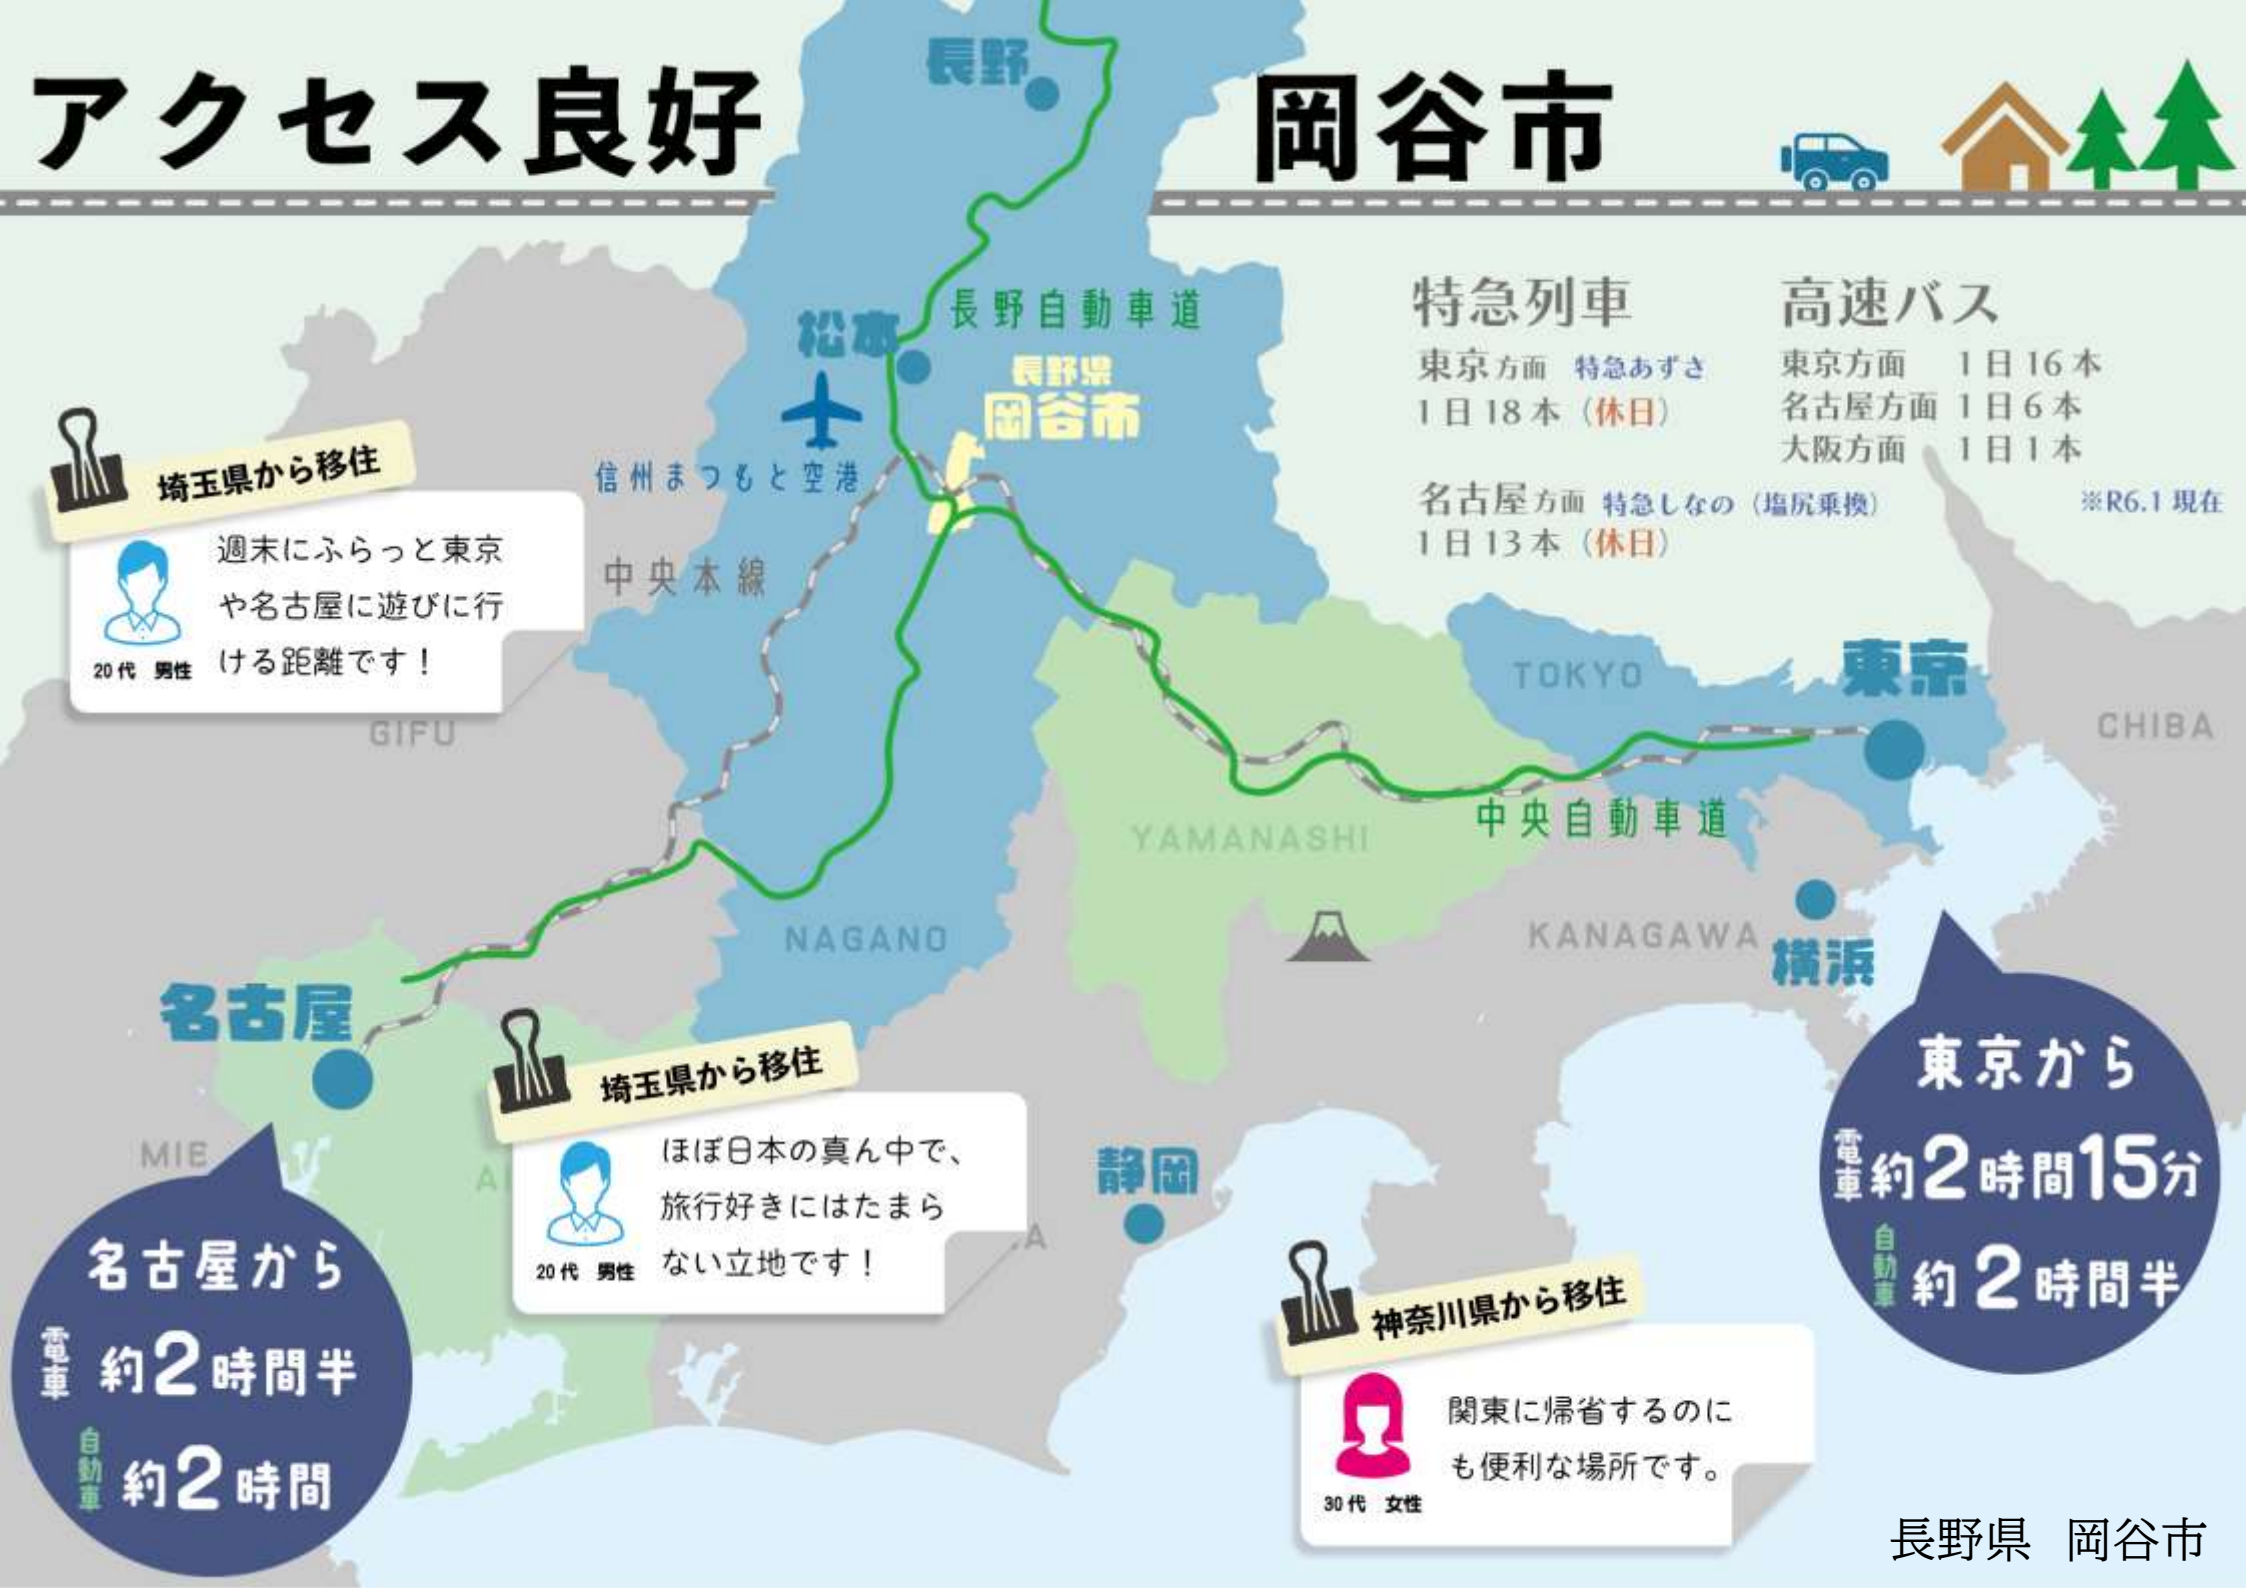 アクセス良好
岡谷市
長野
長野自動車道
松本
長野県
岡谷市
信州まつもと空港
中央本線
特急列車
東京方面 特急あずさ
1日18本（休日）
名古屋方面 特急しなの（塩尻乗換）
1日13本（休日）
高速バス
東京方面 1日16本
名古屋方面 1日6本
大阪方面 1日1本
※R6.1現在
埼玉県から移住
週末にふらっと東京
や名古屋に遊びに行
ける距離です！
20代 男性
GIFU
TOKYO
東京
CHIBA
中央自動車道
YAMANASHI
NAGANO
KANAGAWA
横浜
名古屋
MIE
埼玉県から移住
ほぼ日本の真ん中で、
旅行好きにはたまら
ない立地です！
20代 男性
静岡
東京から
電車 約2時間15分
自動車 約2時間半
名古屋から
電車 約2時間半
自動車 約2時間
神奈川県から移住
関東に帰省するのに
も便利な場所です。
30代 女性
長野県 岡谷市